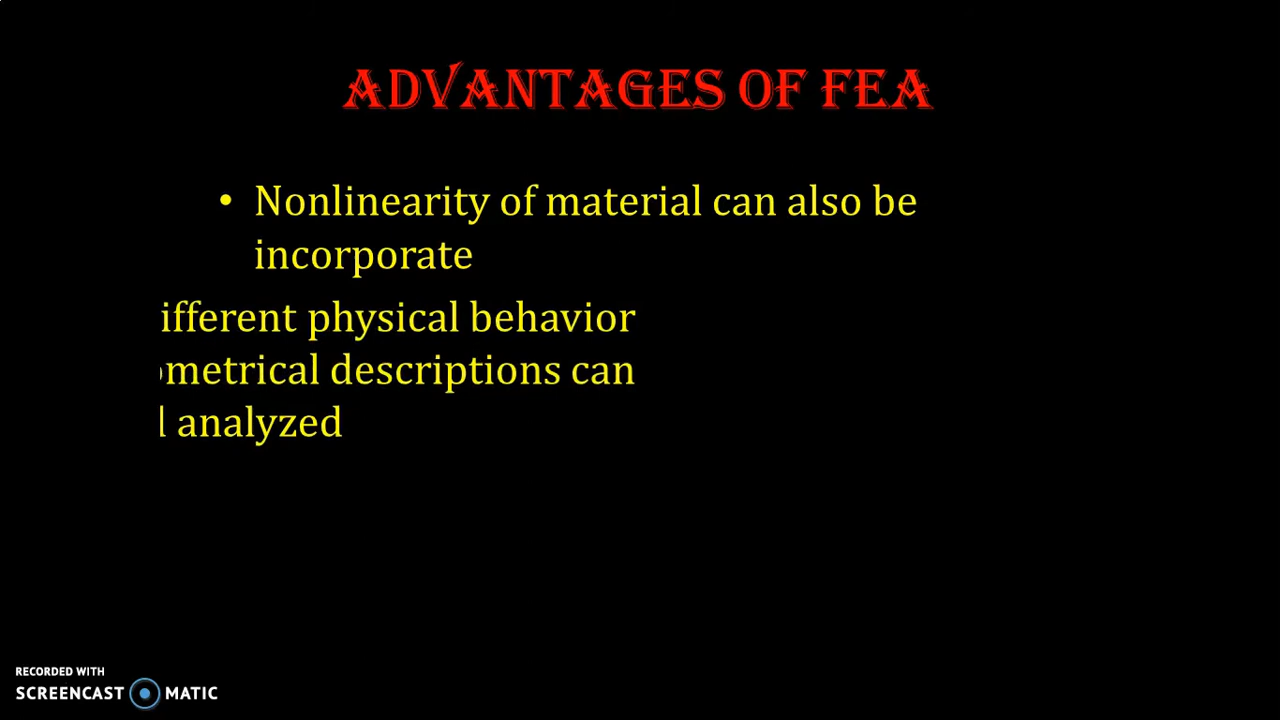 ADVANTAGES OF FEA
• Nonlinearity of material can also be
incorporate
ifferent physical behavior
metrical descriptions can
analyzed
RECORDED WITH
SCREENCAST MATIC